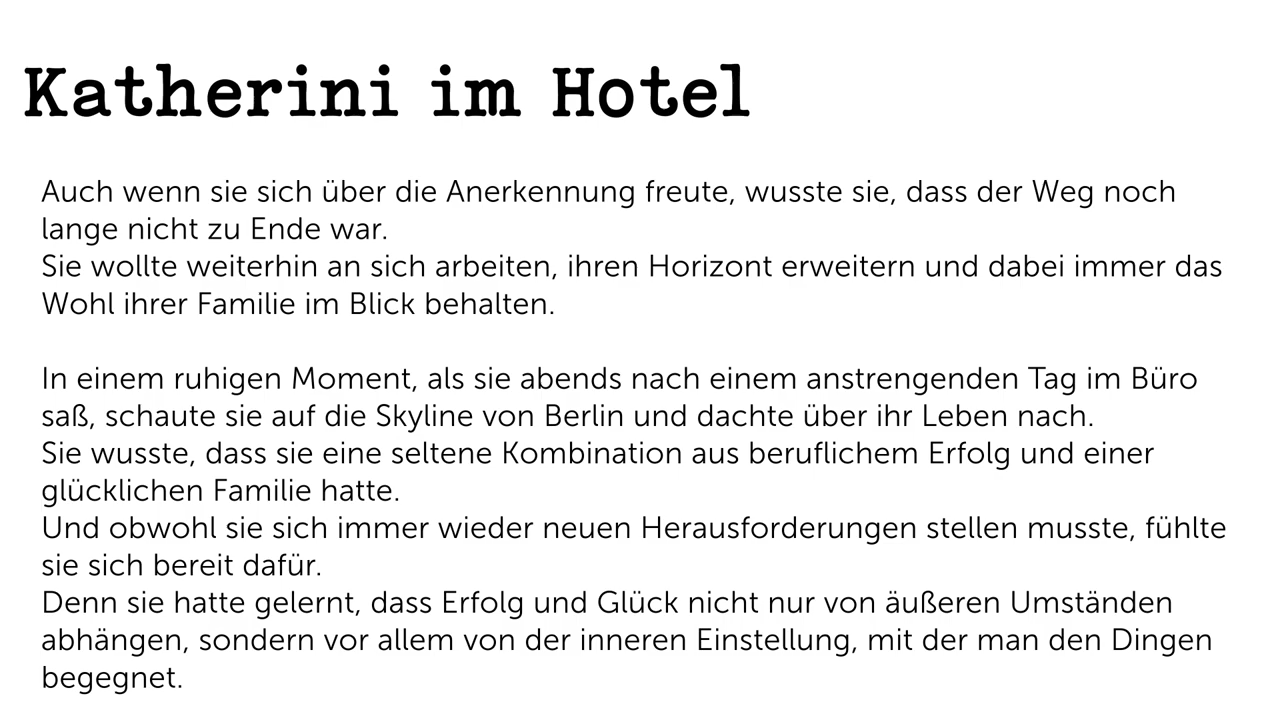 Katherini im Hotel
Auch wenn sie sich über die Anerkennung freute, wusste sie, dass der Weg noch
lange nicht zu Ende war.
Sie wollte weiterhin an sich arbeiten, ihren Horizont erweitern und dabei immer das
Wohl ihrer Familie im Blick behalten.
In einem ruhigen Moment, als sie abends nach einem anstrengenden Tag im Büro
saß, schaute sie auf die Skyline von Berlin und dachte über ihr Leben nach.
Sie wusste, dass sie eine seltene Kombination aus beruflichem Erfolg und einer
glücklichen Familie hatte.
Und obwohl sie sich immer wieder neuen Herausforderungen stellen musste, fühlte
sie sich bereit dafür.
Denn sie hatte gelernt, dass Erfolg und Glück nicht nur von äußeren Umständen
abhängen, sondern vor allem von der inneren Einstellung, mit der man den Dingen
begegnet.